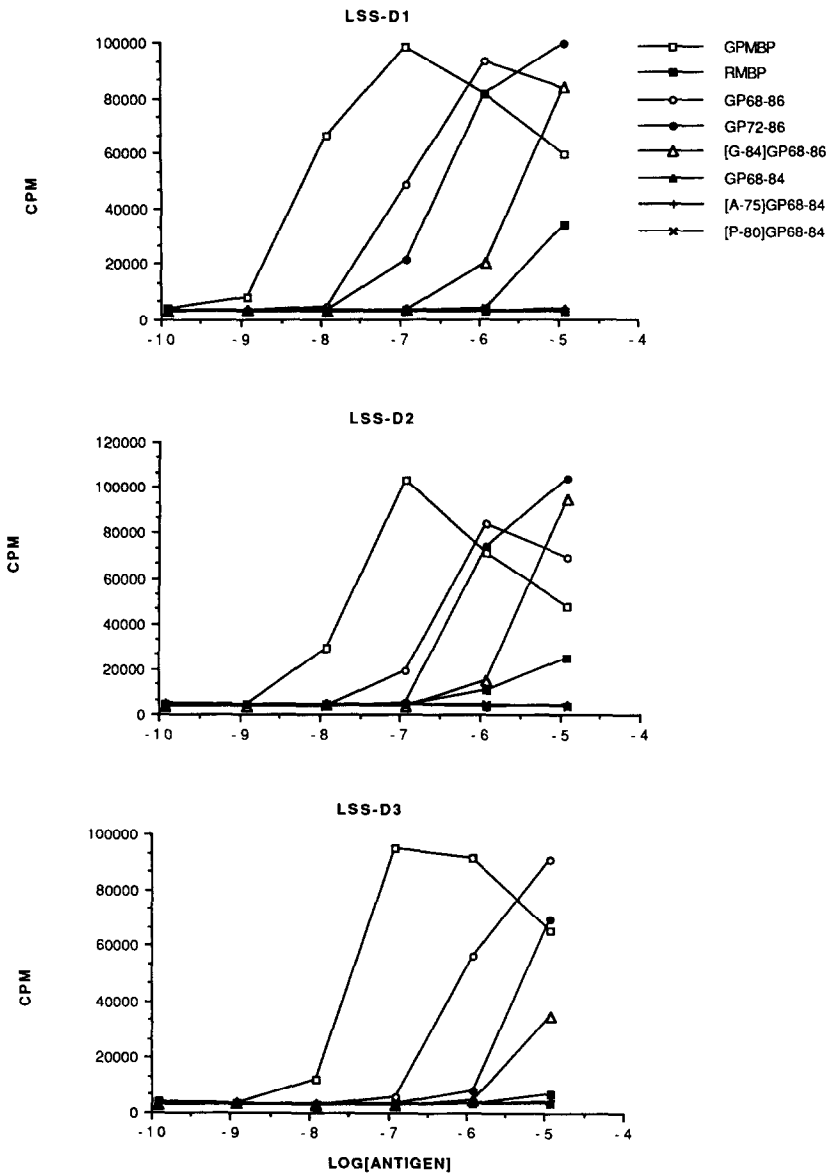 LSS-D1
100000
80000
60000
40000
20000
0
CPM
-10 -9 -8 -7 -6 -5 -4
GPMBP
RMBP
GP68-86
GP72-86
[G-84]GP68-86
GP68-84
[A-75]GP68-84
[P-80]GP68-84
LSS-D2
120000
100000
80000
60000
40000
20000
0
CPM
-10 -9 -8 -7 -6 -5 -4
LSS-D3
100000
80000
60000
40000
20000
0
CPM
-10 -9 -8 -7 -6 -5 -4
LOG[ANTIGEN]